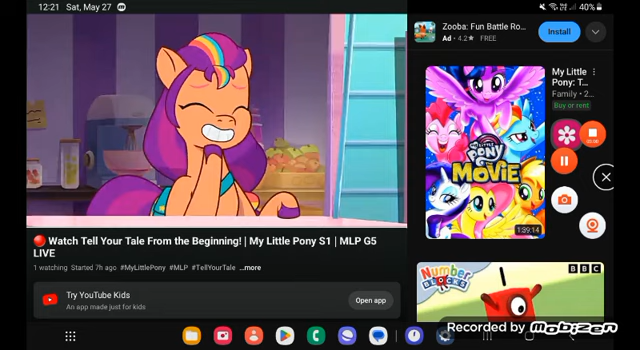 12:21 Sat, May 27
40%
Zooba: Fun Battle Ro...
Ad · 4.2★ FREE
Install
My Little
Pony: T...
Family • 2...
Buy or rent
MY LITTLE
PONY
MOVIE
1:39:14
🔴 Watch Tell Your Tale From the Beginning! | My Little Pony S1 | MLP G5
LIVE
1 watching Started 7h ago #MyLittlePony #MLP #TellYourTale ...more
Try YouTube Kids
An app made just for kids
Open app
NUMBER
BLOCKS
BBC
Recorded by mobizen